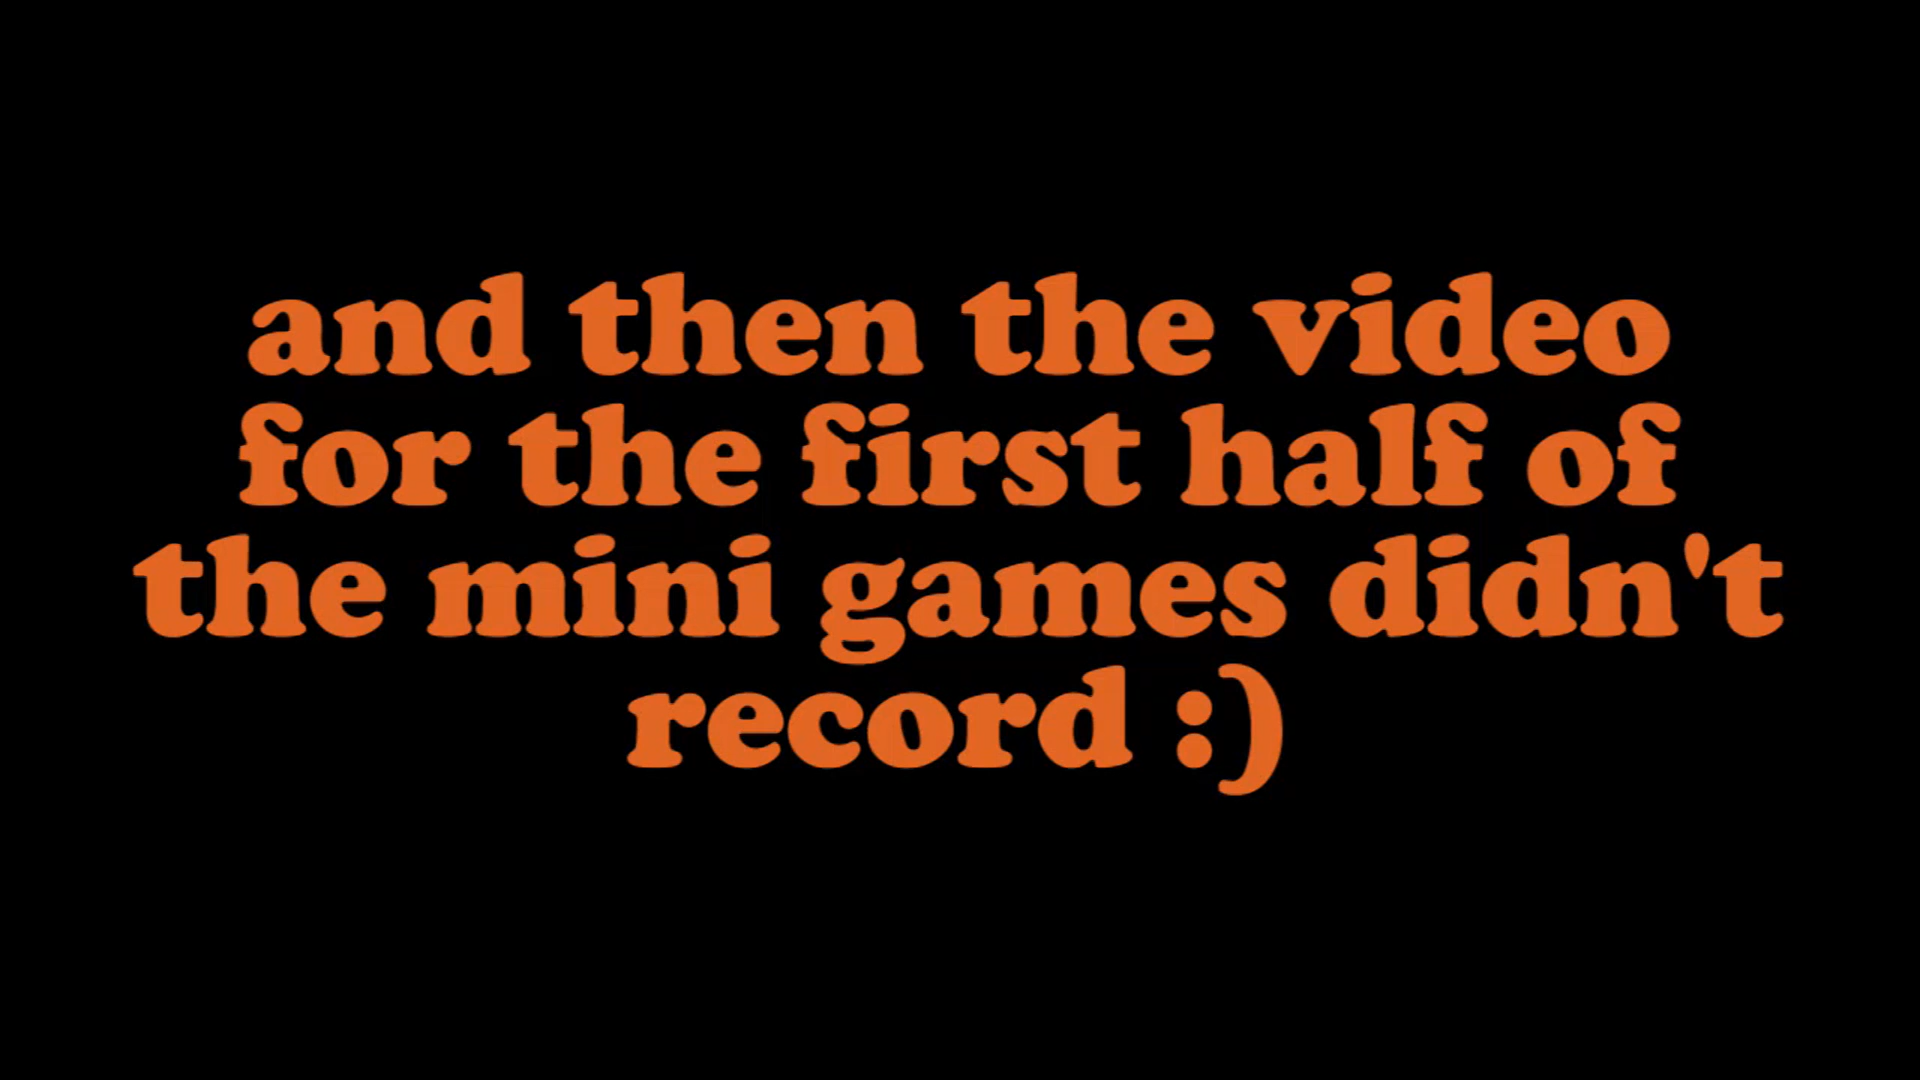 and then the video
for the first half of
the mini games didn't
record :)